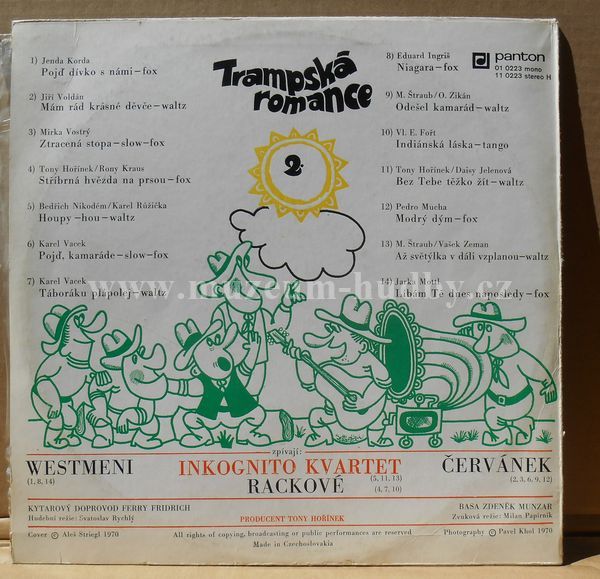 Trampská
romance
2.
panton
01 0223 mono
11 0223 stereo H
1) Jenda Korda
Pojď dívko s námi–fox
2) Jiří Voldán
Mám rád krásné děvče–waltz
3) Mirka Vostrý
Ztracená stopa–slow–fox
4) Tony Hořínek/Rony Kraus
Stříbrná hvězda na prsou–fox
5) Bedřich Nikodém/Karel Růžička
Houpy–hou–waltz
6) Karel Vacek
Pojď, kamaráde–slow–fox
7) Karel Vacek
Táboráku plápolej–waltz
8) Eduard Ingriš
Niagara–fox
9) M. Štraub/O. Zikán
Odešel kamarád–waltz
10) Vl. E. Fořt
Indiánská láska–tango
11) Tony Hořínek/Daisy Jelenová
Bez Tebe těžko žít–waltz
12) Pedro Mucha
Modrý dým–fox
13) M. Štraub/Vašek Zeman
Až světýlka v dáli vzplanou–waltz
14) Jarka Mottl
Líbám Tě dnes naposledy–fox
www.muzeum-hudby.cz
zpívají:
WESTMENI
(1, 8, 14)
INKOGNITO KVARTET
(5, 11, 13)
RACKOVÉ
(4, 7, 10)
ČERVÁNEK
(2, 3, 6, 9, 12)
KYTAROVÝ DOPROVOD FERRY FRIDRICH
Hudební režie: Svatoslav Rychlý
PRODUCENT TONY HOŘÍNEK
BASA ZDENĚK MUNZAR
Zvuková režie: Milan Papírník
Cover © Aleš Striegl 1970
All rights of copying, broadcasting or public performances are reserved
Made in Czechoslovakia
Photography © Pavel Khol 1970